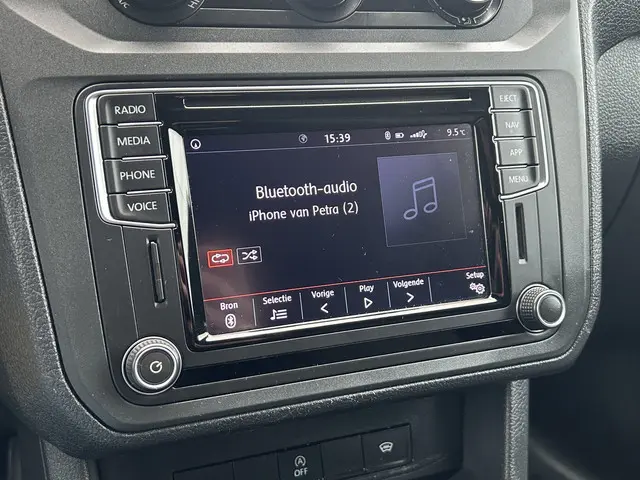 RADIO
MEDIA
PHONE
VOICE
EJECT
NAV
APP
MENU
15:39
9.5°C
Bluetooth-audio
iPhone van Petra (2)
Bron
Selectie
Vorige
Play
Volgende
Setup
A
OFF